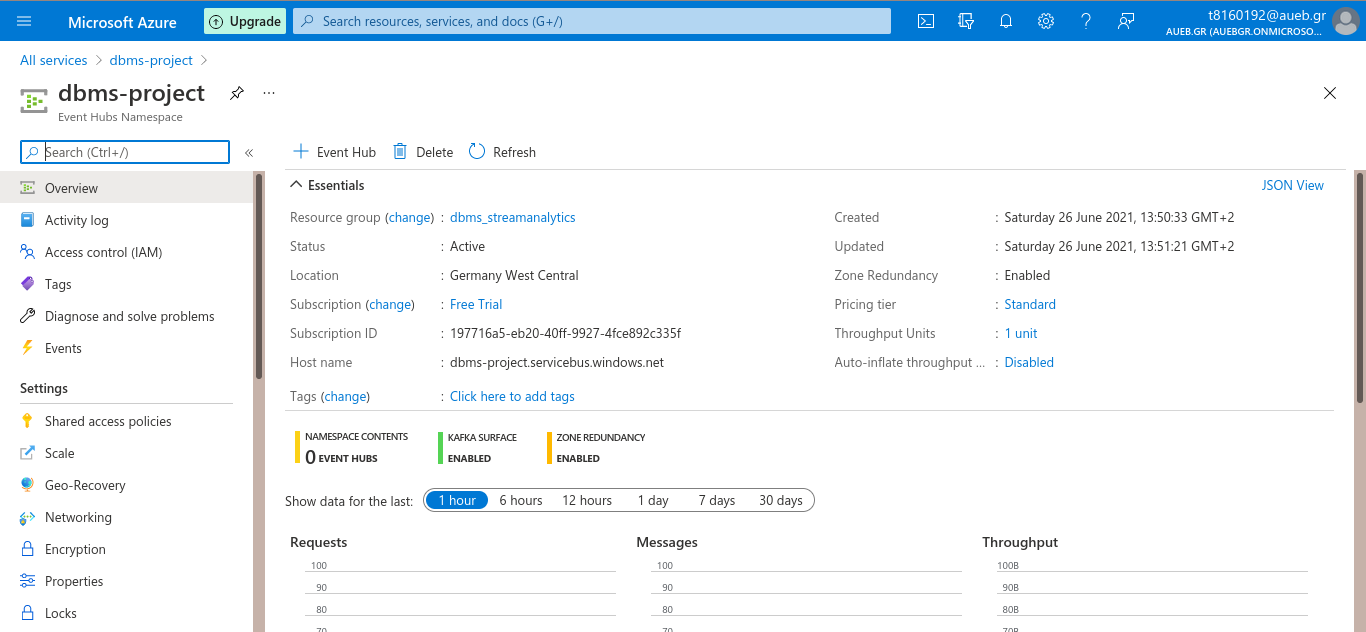 Microsoft Azure
Upgrade
Search resources, services, and docs (G+/)
t8160192@aueb.gr
AUEB.GR (AUEBGR.ONMICROSO...
All services > dbms-project >
dbms-project
...
Event Hubs Namespace
Search (Ctrl+/)
«
Overview
Activity log
Access control (IAM)
Tags
Diagnose and solve problems
Events
Settings
Shared access policies
Scale
Geo-Recovery
Networking
Encryption
Properties
Locks
Event Hub Delete Refresh
Essentials
JSON View
Resource group (change) : dbms_streamanalytics
Status : Active
Location : Germany West Central
Subscription (change) : Free Trial
Subscription ID : 197716a5-eb20-40ff-9927-4fce892c335f
Host name : dbms-project.servicebus.windows.net
Tags (change) : Click here to add tags
Created : Saturday 26 June 2021, 13:50:33 GMT+2
Updated : Saturday 26 June 2021, 13:51:21 GMT+2
Zone Redundancy : Enabled
Pricing tier : Standard
Throughput Units : 1 unit
Auto-inflate throughput ... : Disabled
NAMESPACE CONTENTS
0 EVENT HUBS
KAFKA SURFACE
ENABLED
ZONE REDUNDANCY
ENABLED
Show data for the last: 1 hour 6 hours 12 hours 1 day 7 days 30 days
Requests
100
90
80
70
Messages
100
90
80
70
Throughput
100B
90B
80B
70B